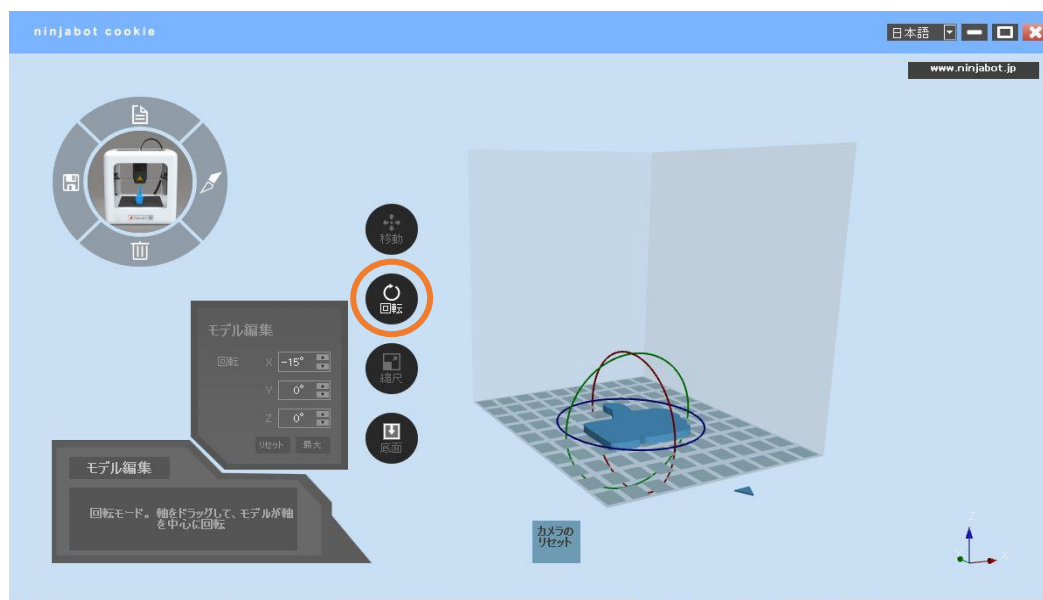 ninjabot cookie
日本語
www.ninjabot.jp
移動
回転
縮尺
底面
モデル編集
回転 X -15°
Y 0°
Z 0°
リセット 最大
モデル編集
回転モード。軸をドラッグして、モデルが軸
を中心に回転
カメラの
リセット
Z
X